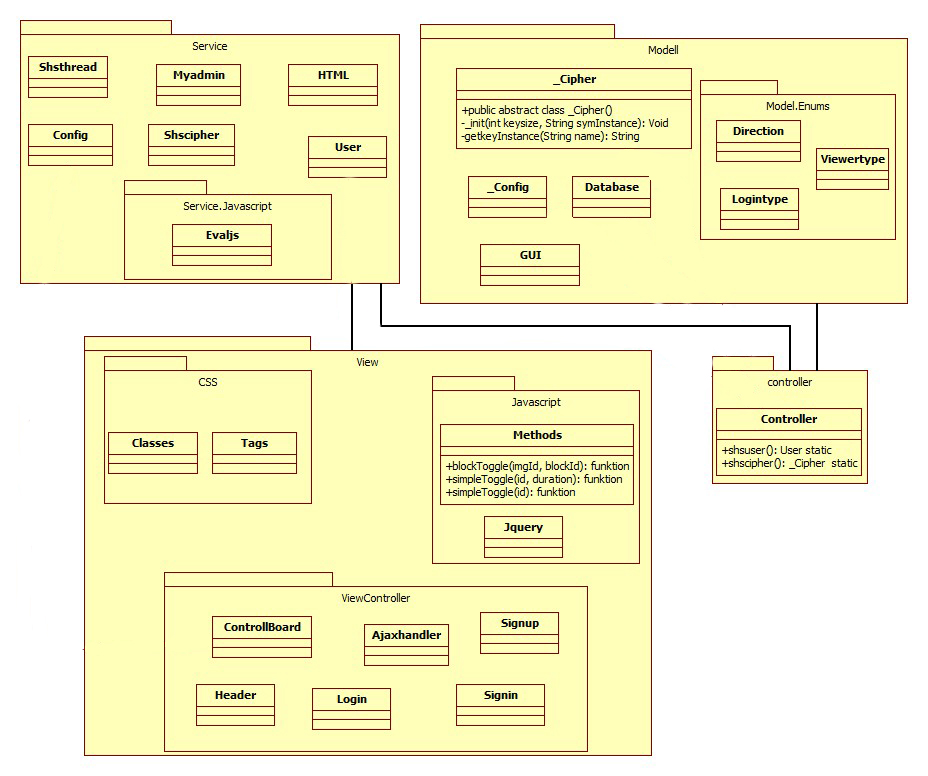 Service
Shsthread
Myadmin
HTML
Config
Shscipher
User
Service.Javascript
Evaljs
Modell
_Cipher
+public abstract class _Cipher()
-_init(int keysize, String symInstance): Void
-getkeyInstance(String name): String
Model.Enums
Direction
Viewertype
Logintype
_Config
Database
GUI
View
CSS
Classes
Tags
Javascript
Methods
+blockToggle(imgId, blockId): funktion
+simpleToggle(id, duration): funktion
+simpleToggle(id): funktion
Jquery
ViewController
ControllBoard
Ajaxhandler
Signup
Header
Login
Signin
controller
Controller
+shsuser(): User static
+shscipher(): _Cipher static